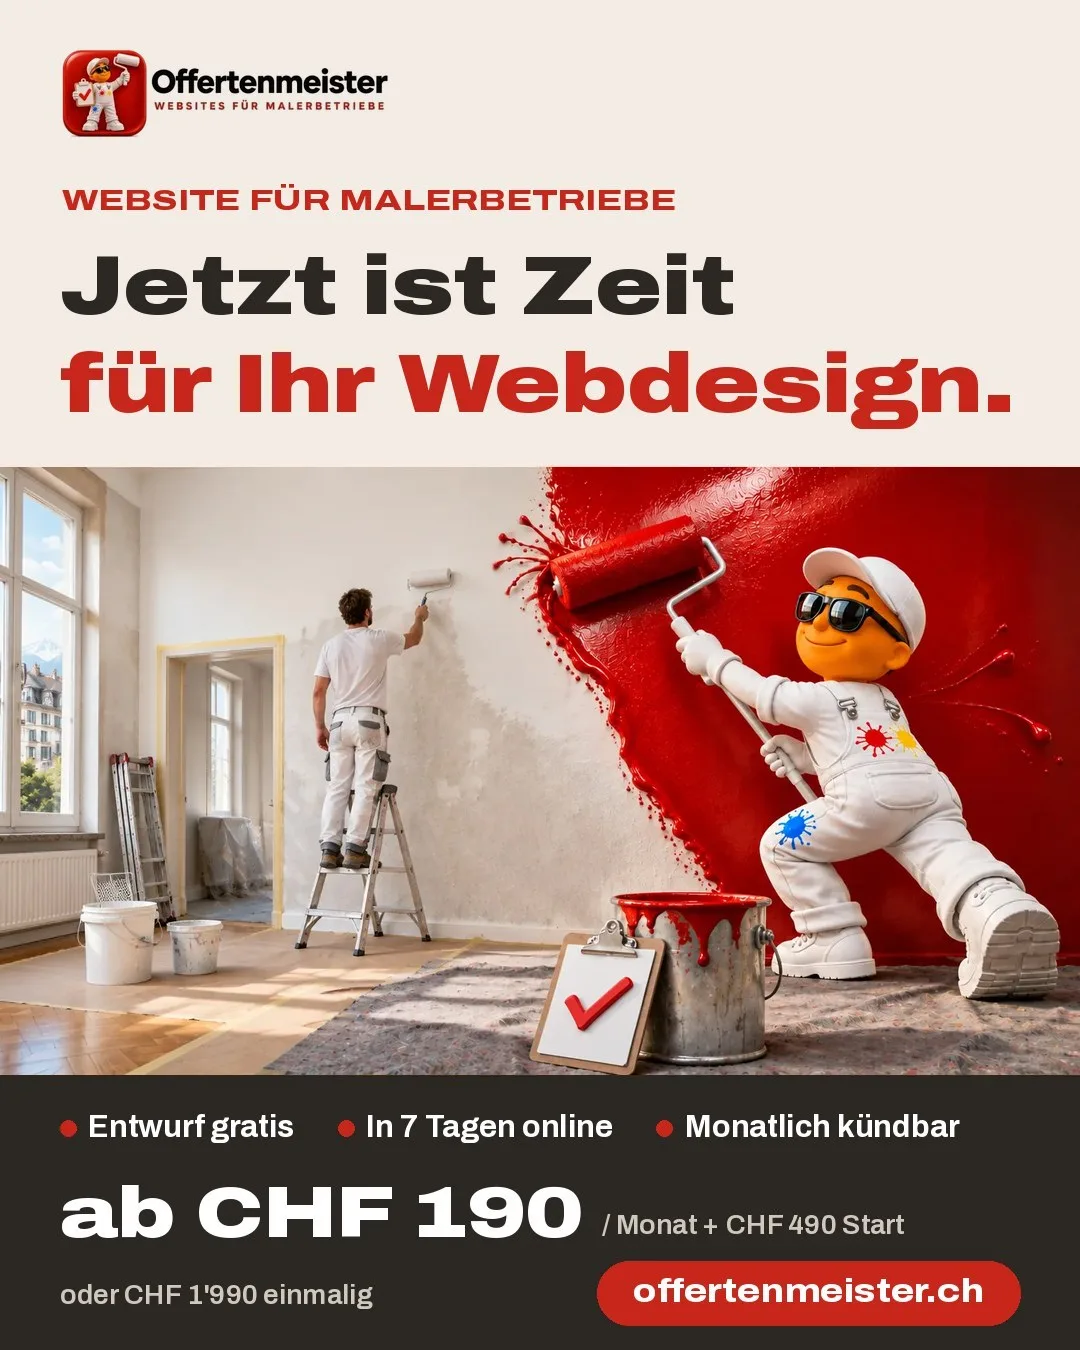 Offertenmeister
WEBSITES FÜR MALERBETRIEBE
WEBSITE FÜR MALERBETRIEBE
Jetzt ist Zeit
für Ihr Webdesign.
Entwurf gratis
In 7 Tagen online
Monatlich kündbar
ab CHF 190 / Monat + CHF 490 Start
oder CHF 1'990 einmalig
offertenmeister.ch